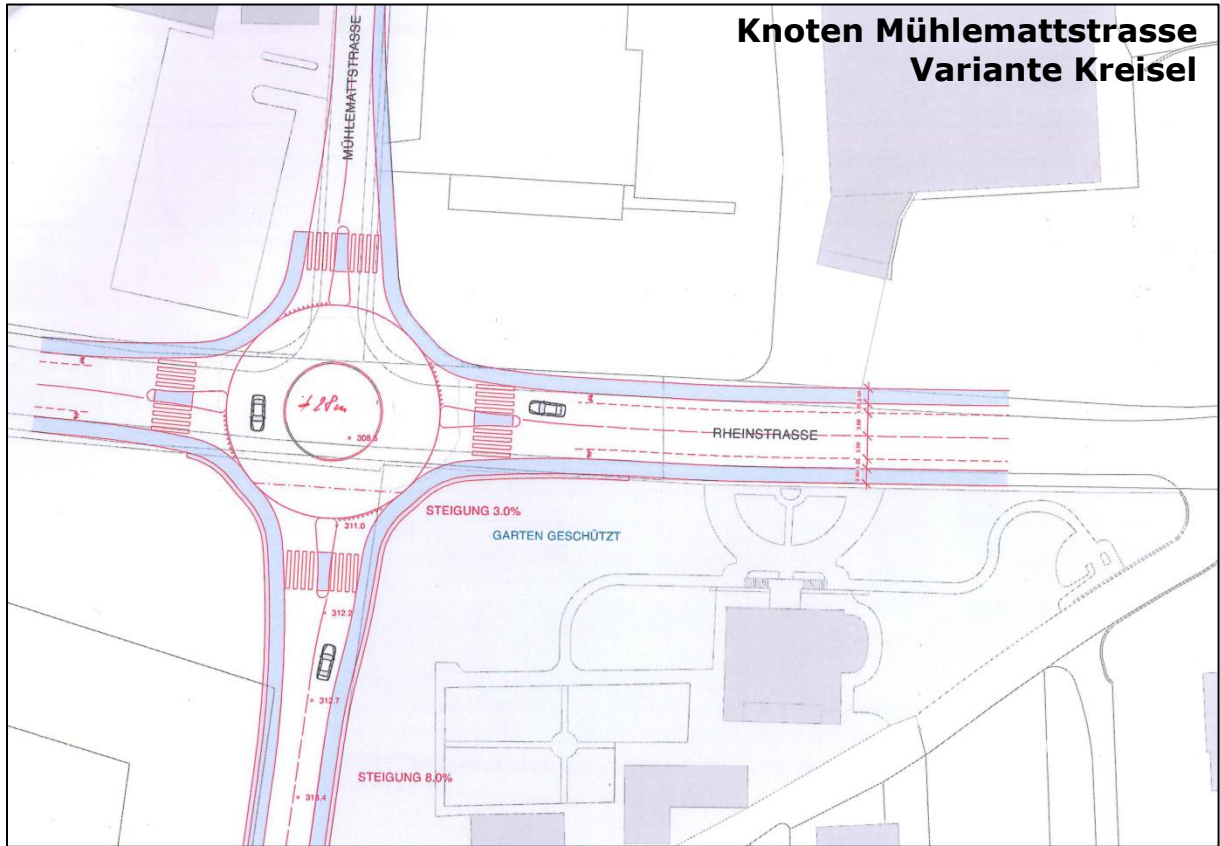 Knoten Mühlemattstrasse
Variante Kreisel
MÜHLEMATTSTRASSE
308.5
RHEINSTRASSE
STEIGUNG 3.0%
311.0
GARTEN GESCHÜTZT
312.2
312.7
STEIGUNG 8.0%